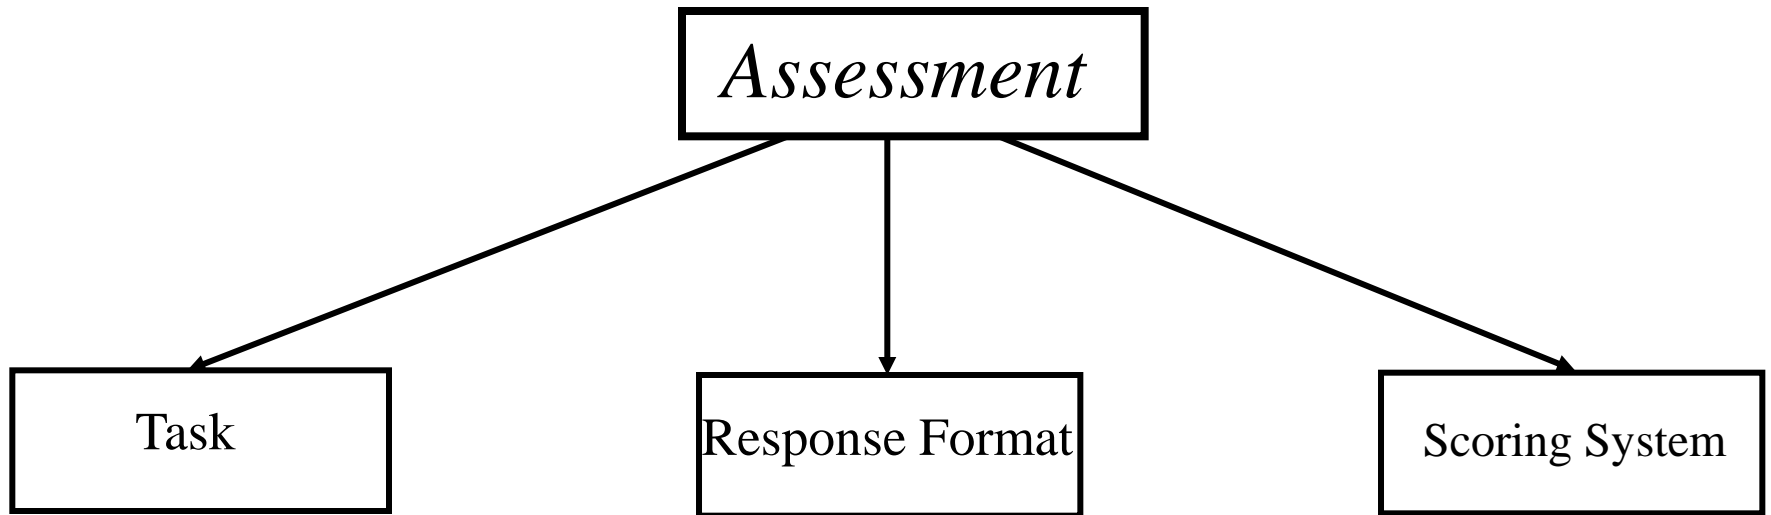 Assessment
Task
Response Format
Scoring System